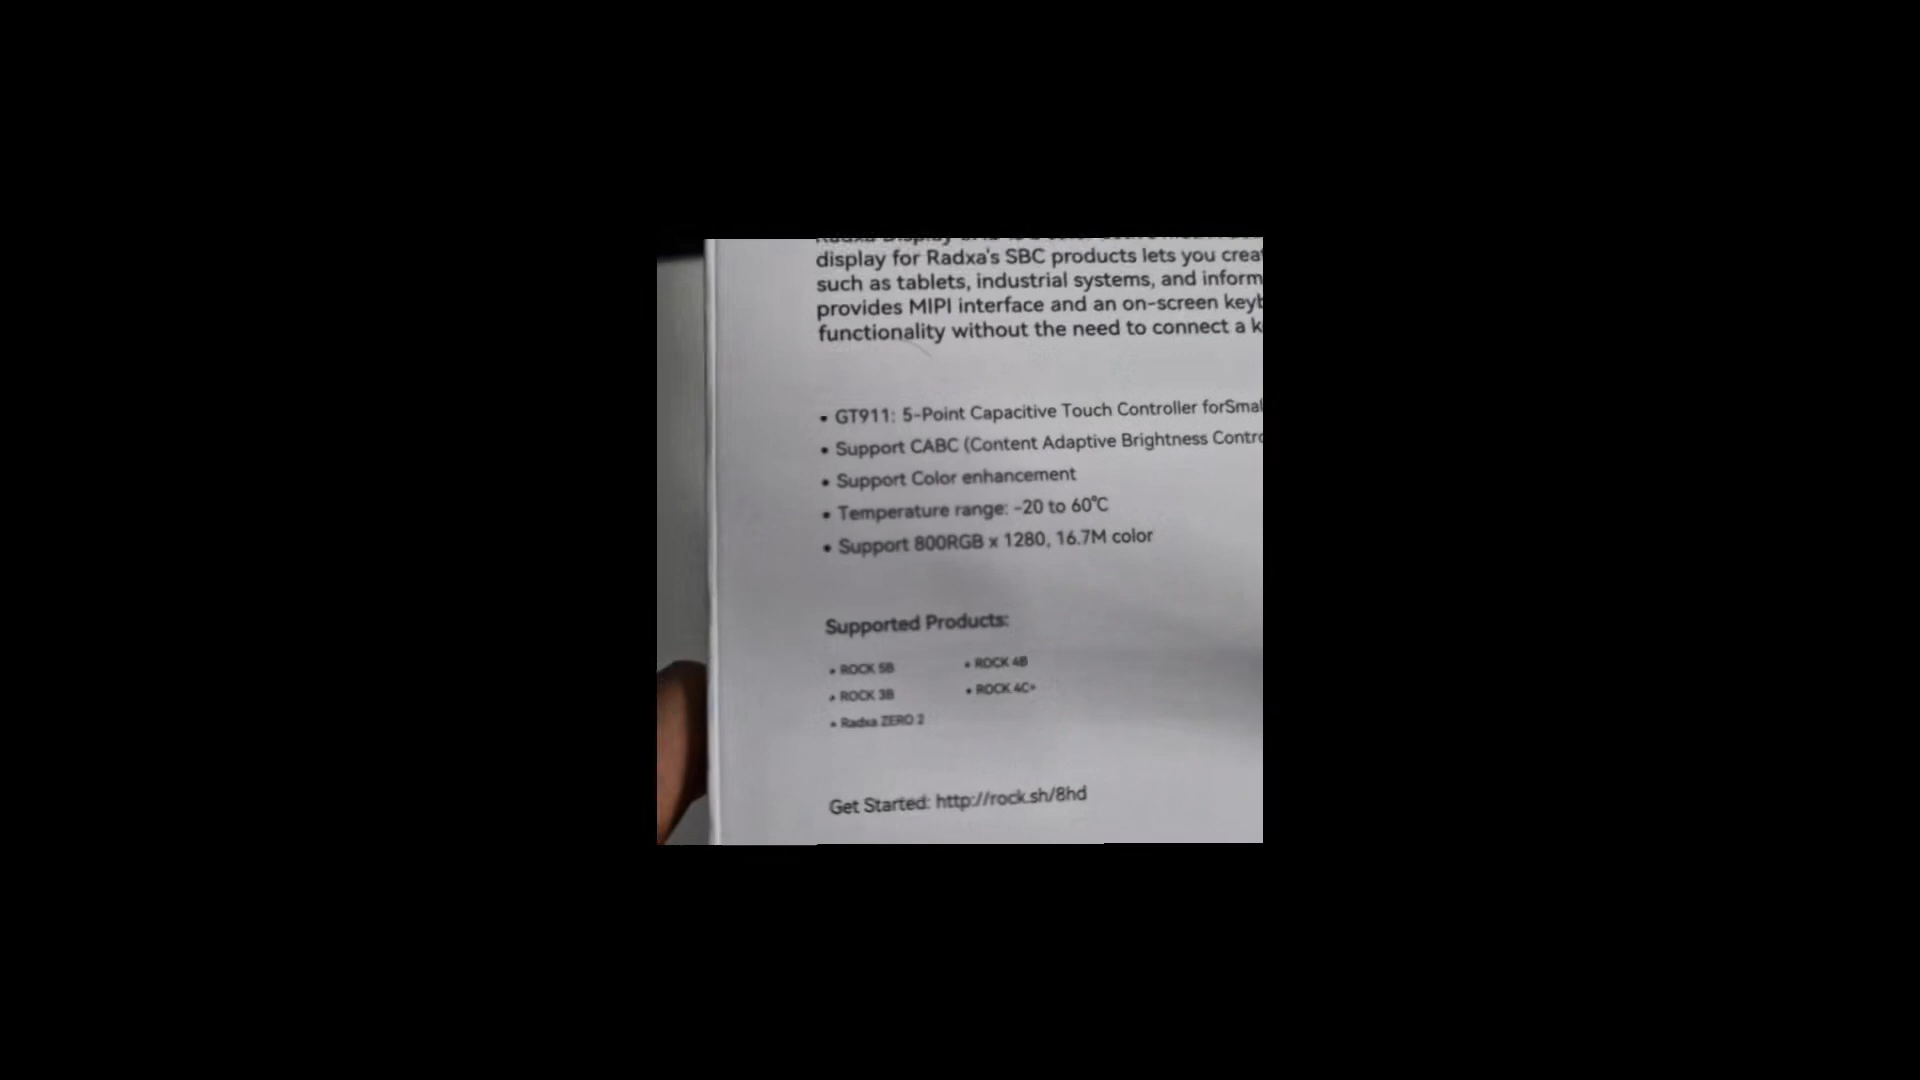 Radxa Display
display for Radxa's SBC products lets you crea
such as tablets, industrial systems, and inform
provides MIPI interface and an on-screen keyb
functionality without the need to connect a k
• GT911: 5-Point Capacitive Touch Controller forSmal
• Support CABC (Content Adaptive Brightness Contro
• Support Color enhancement
• Temperature range: -20 to 60℃
• Support 800RGB x 1280, 16.7M color
Supported Products:
• ROCK 5B • ROCK 4B
• ROCK 3B • ROCK 4C+
• Radxa ZERO 2
Get Started: http://rock.sh/8hd